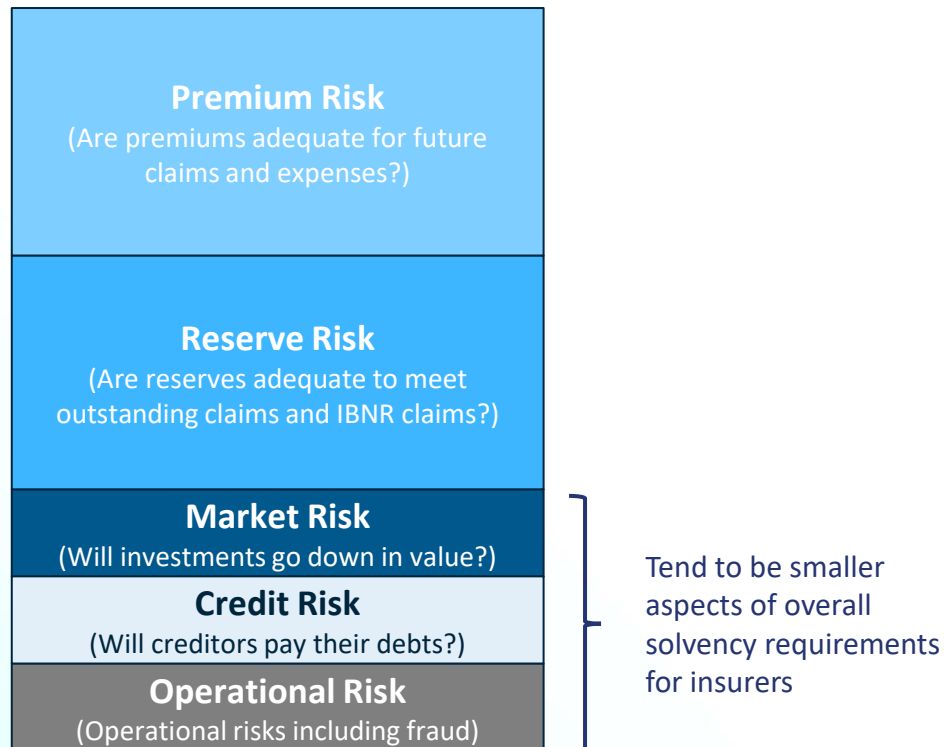 Premium Risk
(Are premiums adequate for future
claims and expenses?)
Reserve Risk
(Are reserves adequate to meet
outstanding claims and IBNR claims?)
Market Risk
(Will investments go down in value?)
Credit Risk
(Will creditors pay their debts?)
Operational Risk
(Operational risks including fraud)
Tend to be smaller
aspects of overall
solvency requirements
for insurers